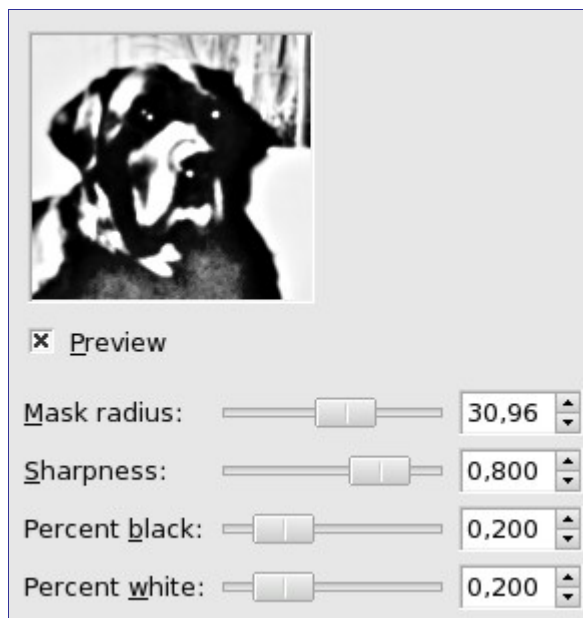 Preview
Mask radius: 30,96
Sharpness: 0,800
Percent black: 0,200
Percent white: 0,200